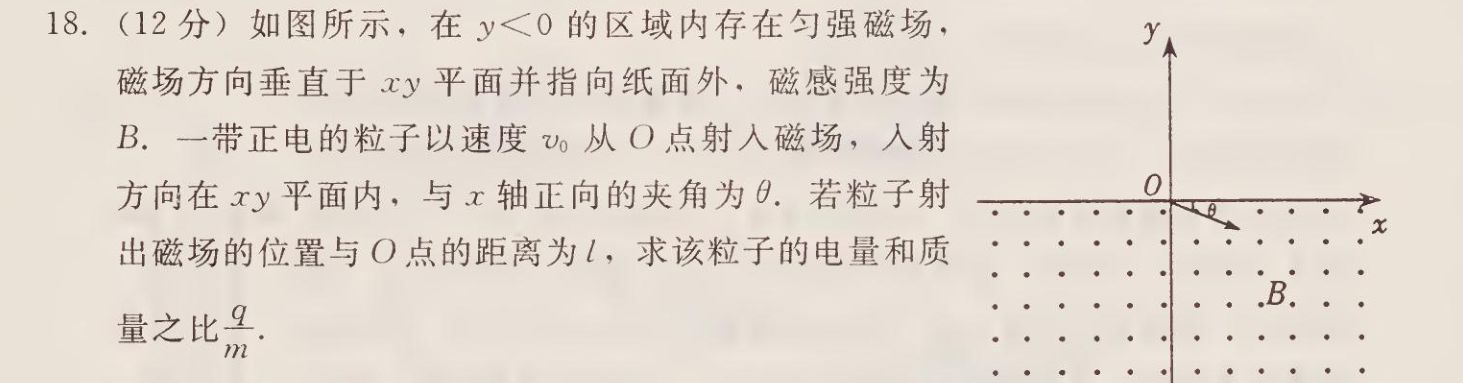 18. (12 分) 如图所示，在 y<0 的区域内存在匀强磁场，
磁场方向垂直于 xy 平面并指向纸面外，磁感强度为
B. 一带正电的粒子以速度 v₀ 从 O 点射入磁场，入射
方向在 xy 平面内，与 x 轴正向的夹角为 θ. 若粒子射
出磁场的位置与 O 点的距离为 l，求该粒子的电量和质
量之比 q/m.
y
O
θ
x
B